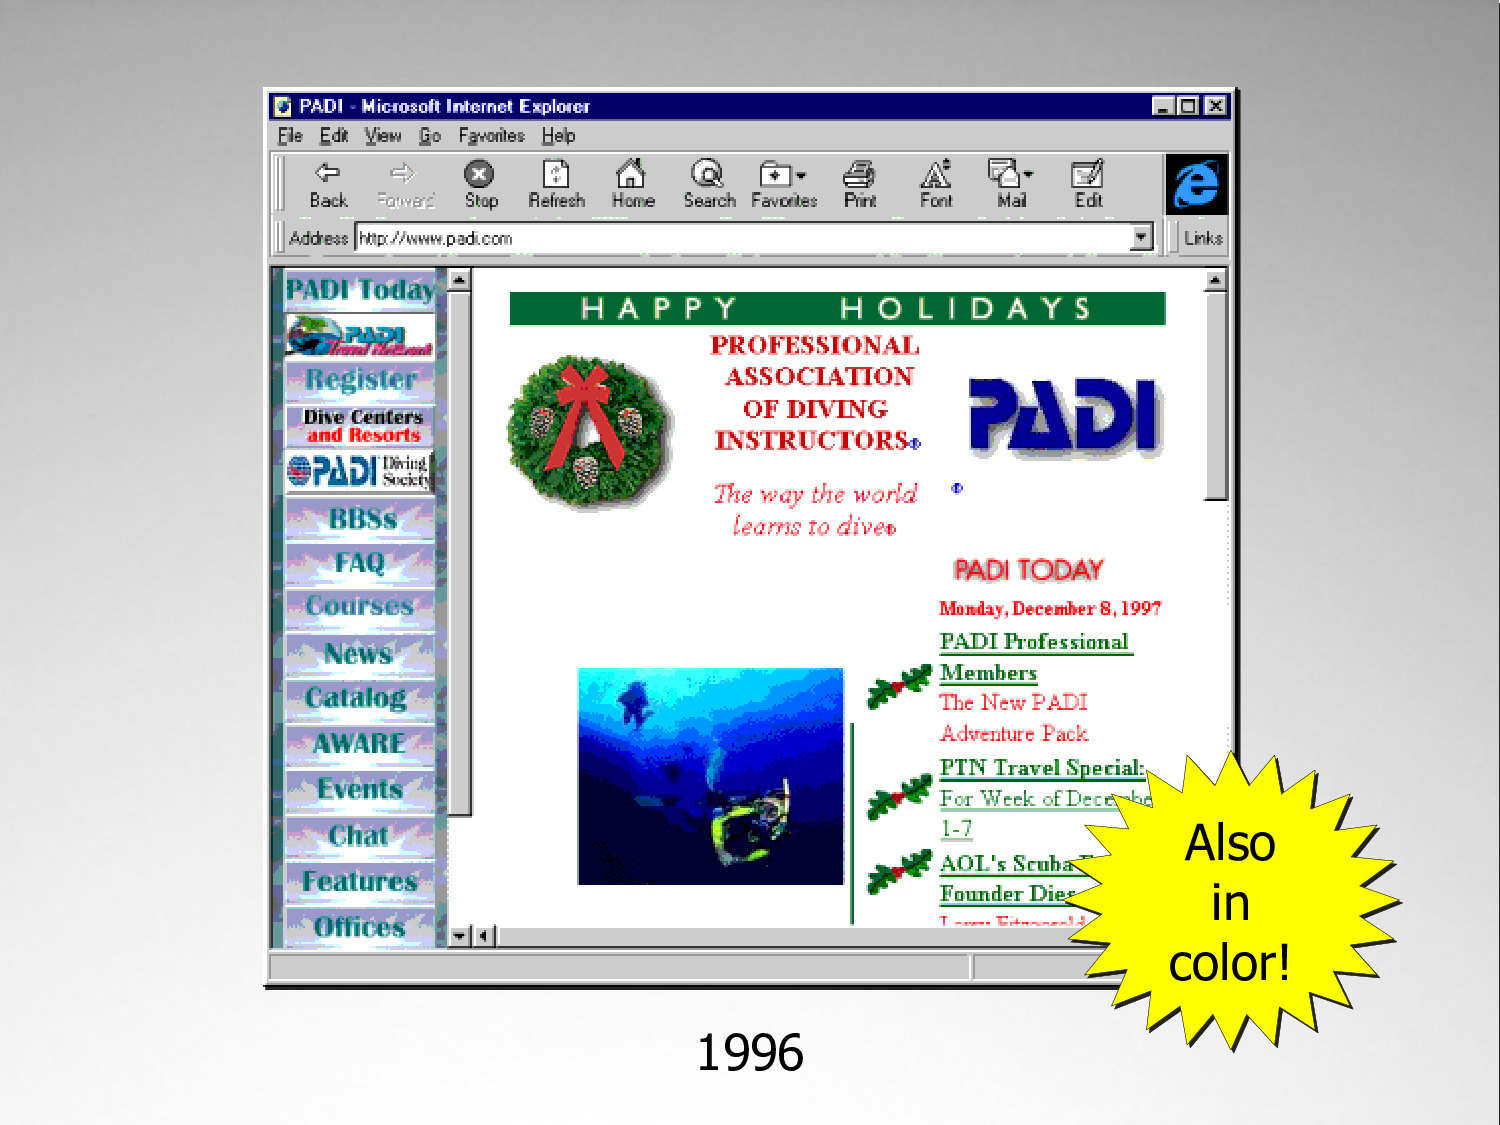 PADI - Microsoft Internet Explorer
File Edit View Go Favorites Help
Back Forward Stop Refresh Home Search Favorites Print Font Mail Edit
Address http://www.padi.com Links
PADI Today
PADI
Travel Network
Register
Dive Centers
and Resorts
PADI Diving
Society
BBSs
FAQ
Courses
News
Catalog
AWARE
Events
Chat
Features
Offices
HAPPY HOLIDAYS
PROFESSIONAL
ASSOCIATION
OF DIVING
INSTRUCTORS®
The way the world
learns to dive®
PADI
®
PADI TODAY
Monday, December 8, 1997
PADI Professional
Members
The New PADI
Adventure Pack
PTN Travel Special:
For Week of Decembe
1-7
AOL's Scuba
Founder Dies
Larry Fitzgerald
Also
in
color!
1996